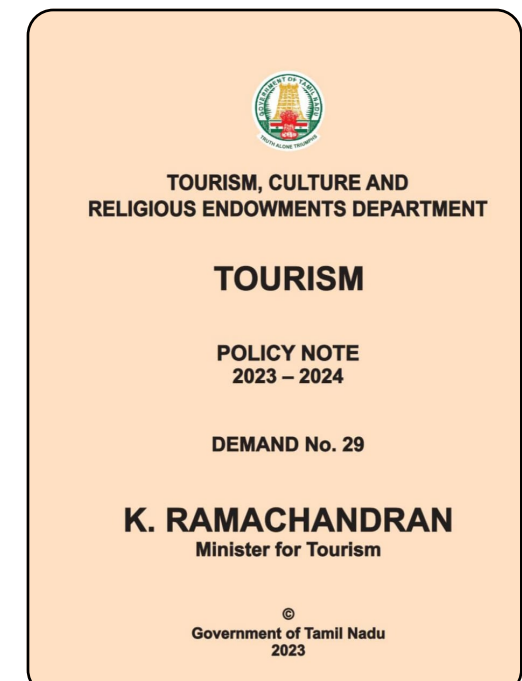 GOVERNMENT OF TAMIL NADU
TRUTH ALONE TRIUMPHS
TOURISM, CULTURE AND
RELIGIOUS ENDOWMENTS DEPARTMENT
TOURISM
POLICY NOTE
2023 – 2024
DEMAND No. 29
K. RAMACHANDRAN
Minister for Tourism
©
Government of Tamil Nadu
2023